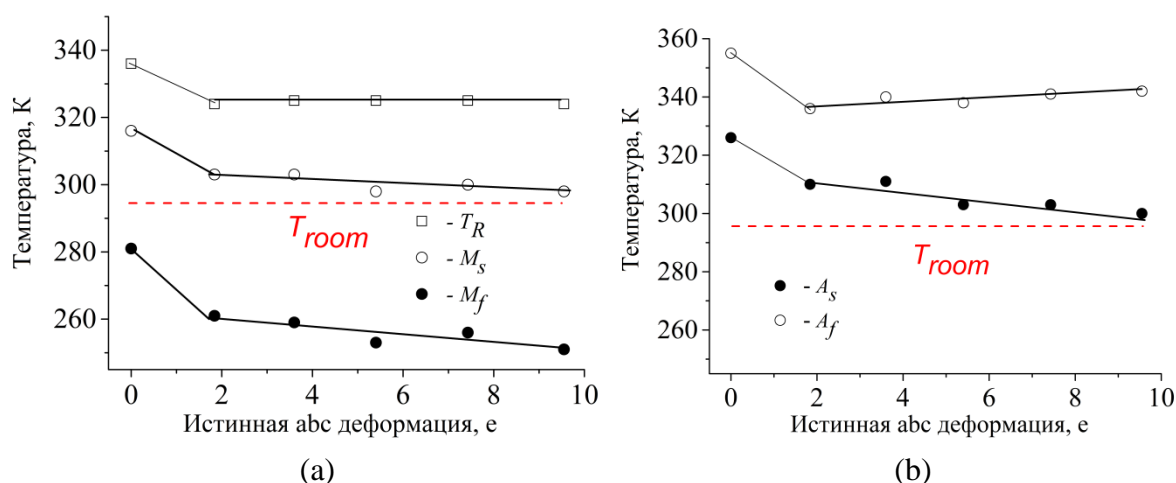 340
320
300
280
260
Температура, К
T_room
- T_R
- M_s
- M_f
0 2 4 6 8 10
Истинная abc деформация, е
(a)
360
340
320
300
280
260
Температура, К
T_room
- A_s
- A_f
0 2 4 6 8 10
Истинная abc деформация, е
(b)